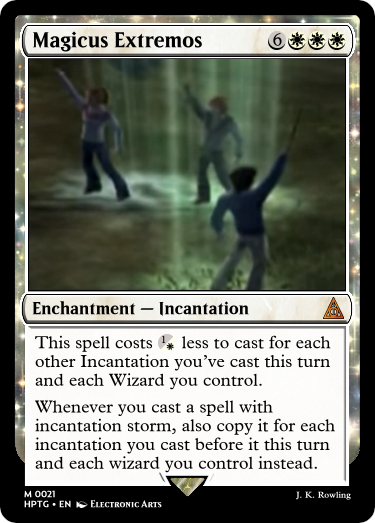 Magicus Extremos 6
Enchantment — Incantation
This spell costs 1 less to cast for each
other Incantation you've cast this turn
and each Wizard you control.
Whenever you cast a spell with
incantation storm, also copy it for each
incantation you cast before it this turn
and each wizard you control instead.
M 0021
HPTG • EN Electronic Arts
J. K. Rowling